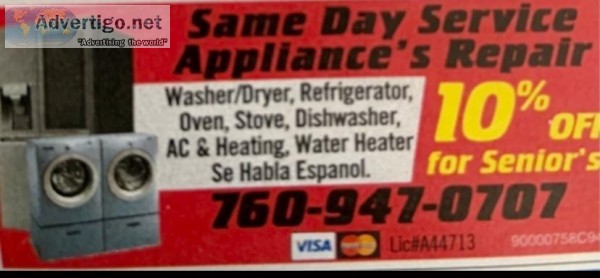 Advertigo.net
"Advertising the world"
Same Day Service
Appliance's Repair
Washer/Dryer, Refrigerator,
Oven, Stove, Dishwasher,
AC & Heating, Water Heater
Se Habla Espanol.
10% OFF
for Senior's
760-947-0707
VISA MasterCard Lic#A44713 90000758C94